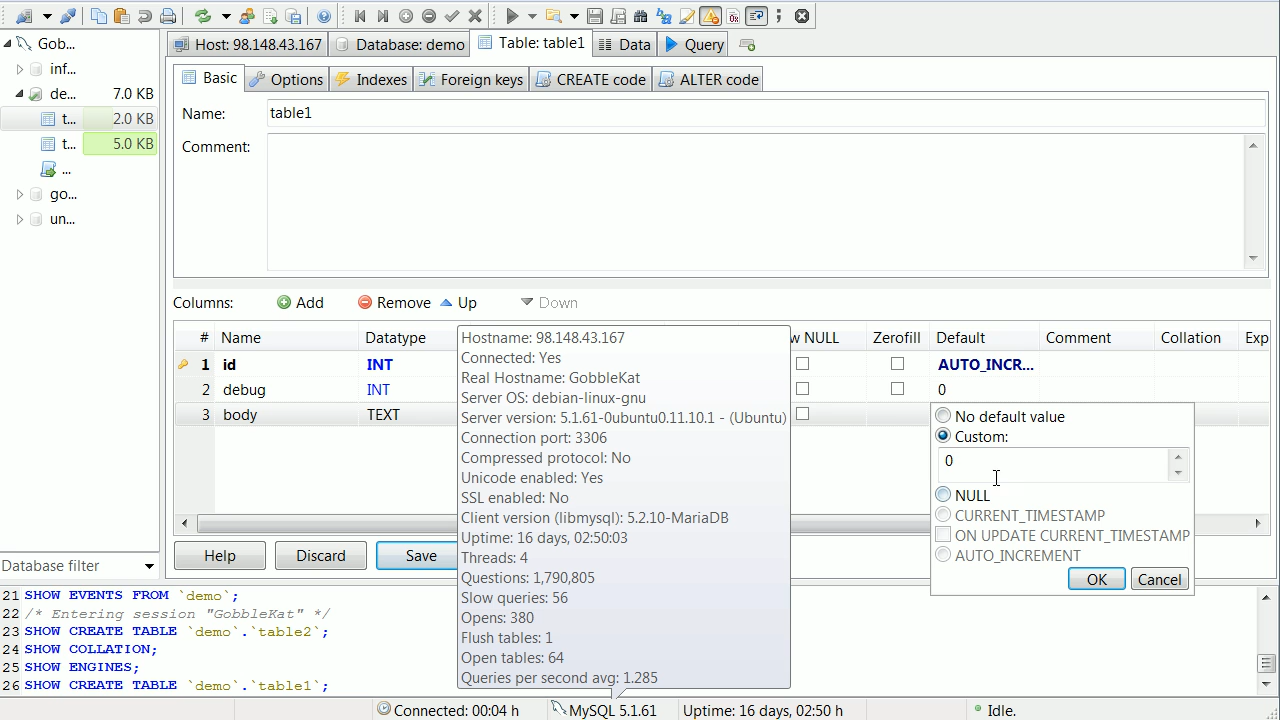 Gob...
inf...
de... 7.0 KB
t... 2.0 KB
t... 5.0 KB
...
go...
un...
Database filter
Host: 98.148.43.167
Database: demo
Table: table1
Data
Query
Basic
Options
Indexes
Foreign keys
CREATE code
ALTER code
Name: table1
Comment:
Columns: Add Remove Up Down
# Name Datatype w NULL Zerofill Default Comment Collation Exp
1 id INT AUTO_INCR...
2 debug INT 0
3 body TEXT
Hostname: 98.148.43.167
Connected: Yes
Real Hostname: GobbleKat
Server OS: debian-linux-gnu
Server version: 5.1.61-0ubuntu0.11.10.1 - (Ubuntu)
Connection port: 3306
Compressed protocol: No
Unicode enabled: Yes
SSL enabled: No
Client version (libmysql): 5.2.10-MariaDB
Uptime: 16 days, 02:50:03
Threads: 4
Questions: 1,790,805
Slow queries: 56
Opens: 380
Flush tables: 1
Open tables: 64
Queries per second avg: 1.285
No default value
Custom:
0
NULL
CURRENT_TIMESTAMP
ON UPDATE CURRENT_TIMESTAMP
AUTO_INCREMENT
OK Cancel
Help Discard Save
21 SHOW EVENTS FROM `demo`;
22 /* Entering session "GobbleKat" */
23 SHOW CREATE TABLE `demo`.`table2`;
24 SHOW COLLATION;
25 SHOW ENGINES;
26 SHOW CREATE TABLE `demo`.`table1`;
Connected: 00:04 h
MySQL 5.1.61
Uptime: 16 days, 02:50 h
Idle.